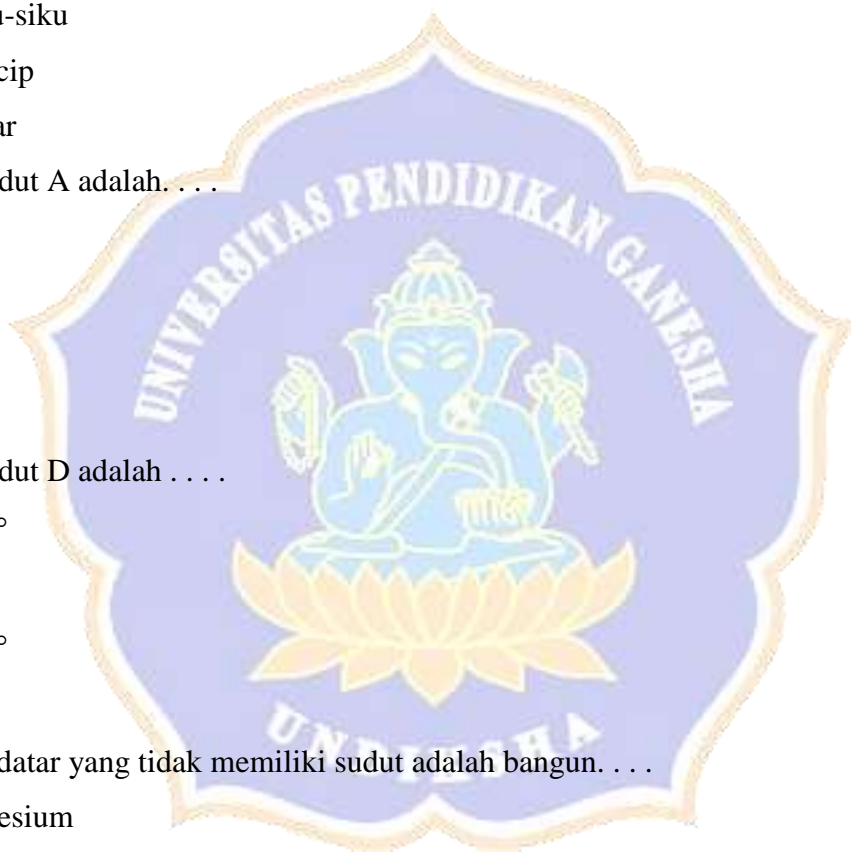 u-siku
cip
ar
dut A adalah. . . .
UNIVERSITAS PENDIDIKAN GANESHA
dut D adalah . . . .
°
°
UNDIKSHA
datar yang tidak memiliki sudut adalah bangun. . . .
esium